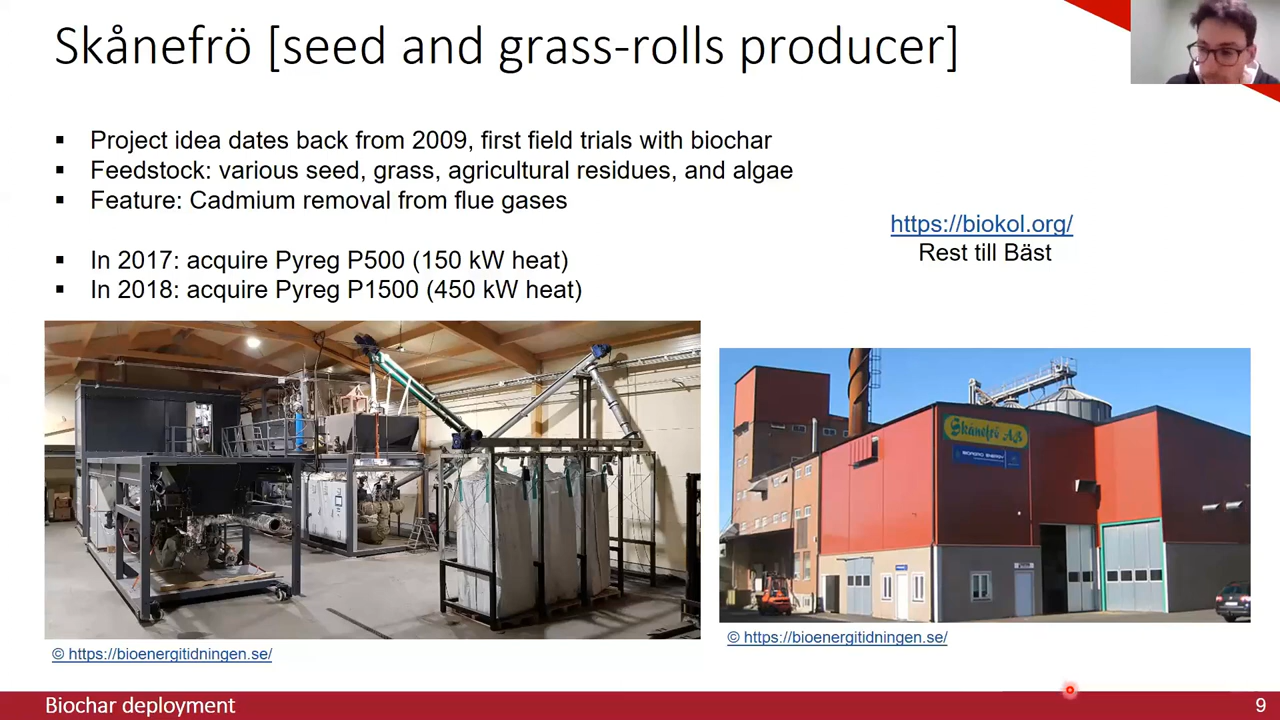 Skånefrö [seed and grass-rolls producer]
▪ Project idea dates back from 2009, first field trials with biochar
▪ Feedstock: various seed, grass, agricultural residues, and algae
▪ Feature: Cadmium removal from flue gases
▪ In 2017: acquire Pyreg P500 (150 kW heat)
▪ In 2018: acquire Pyreg P1500 (450 kW heat)
https://biokol.org/
Rest till Bäst
Skånefrö AB
© https://bioenergitidningen.se/
© https://bioenergitidningen.se/
Biochar deployment
9